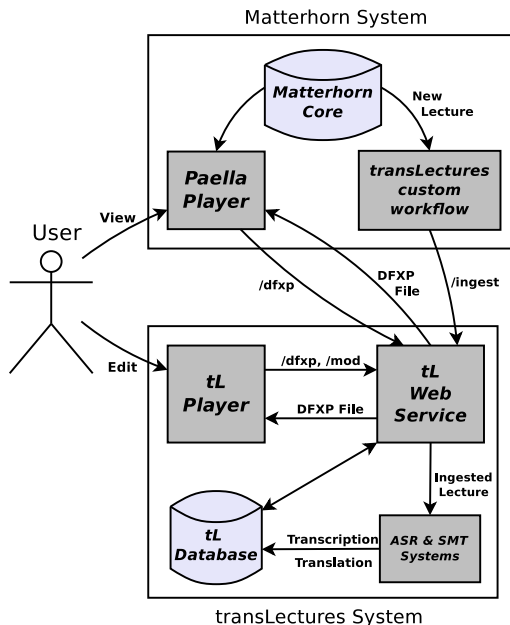 Matterhorn System
Matterhorn
Core
New
Lecture
Paella
Player
transLectures
custom
workflow
View
User
/dfxp
DFXP
File
/ingest
Edit
tL
Player
/dfxp, /mod
DFXP File
tL
Web
Service
Ingested
Lecture
tL
Database
Transcription
Translation
ASR & SMT
Systems
transLectures System